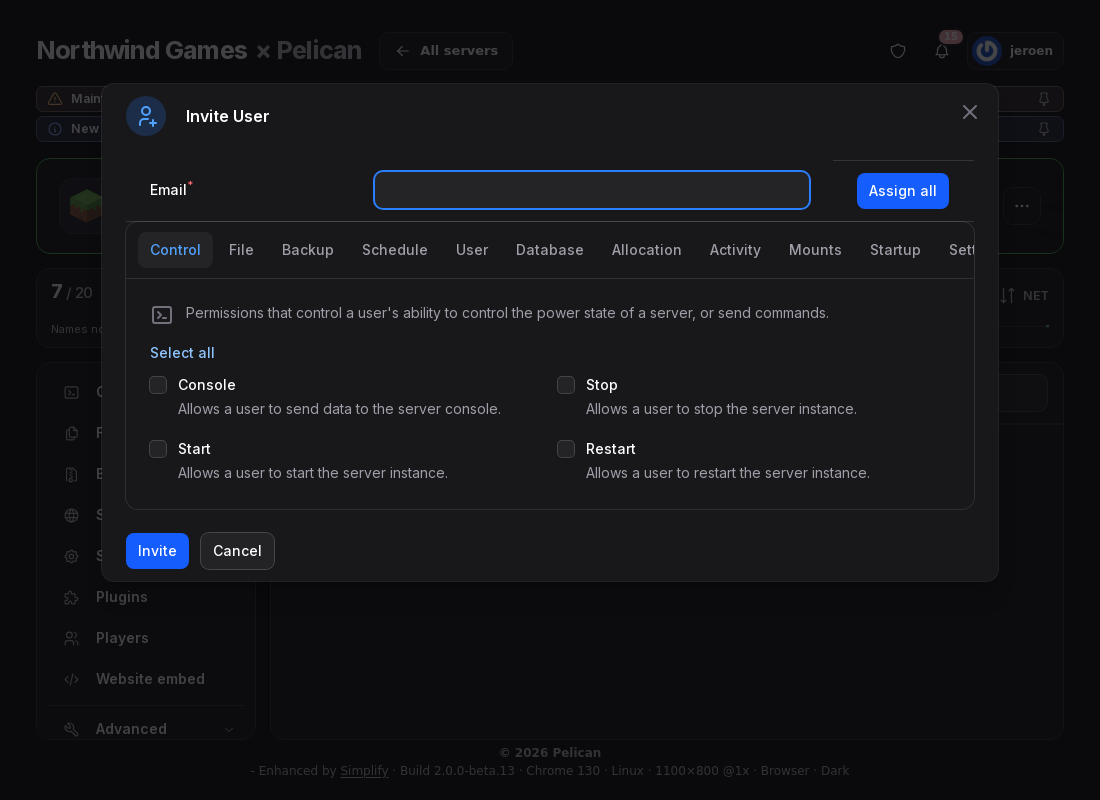 Northwind Games × Pelican
All servers
15
jeroen
Invite User
New
Email*
Assign all
7 / 20
NET
Control File Backup Schedule User Database Allocation Activity Mounts Startup
Permissions that control a user's ability to control the power state of a server, or send commands.
Select all
Console
Allows a user to send data to the server console.
Stop
Allows a user to stop the server instance.
Start
Allows a user to start the server instance.
Restart
Allows a user to restart the server instance.
Invite
Cancel
Plugins
Players
Website embed
Advanced
© 2026 Pelican
- Enhanced by Simplify · Build 2.0.0-beta.13 · Chrome 130 · Linux · 1100×800 @1x · Browser · Dark